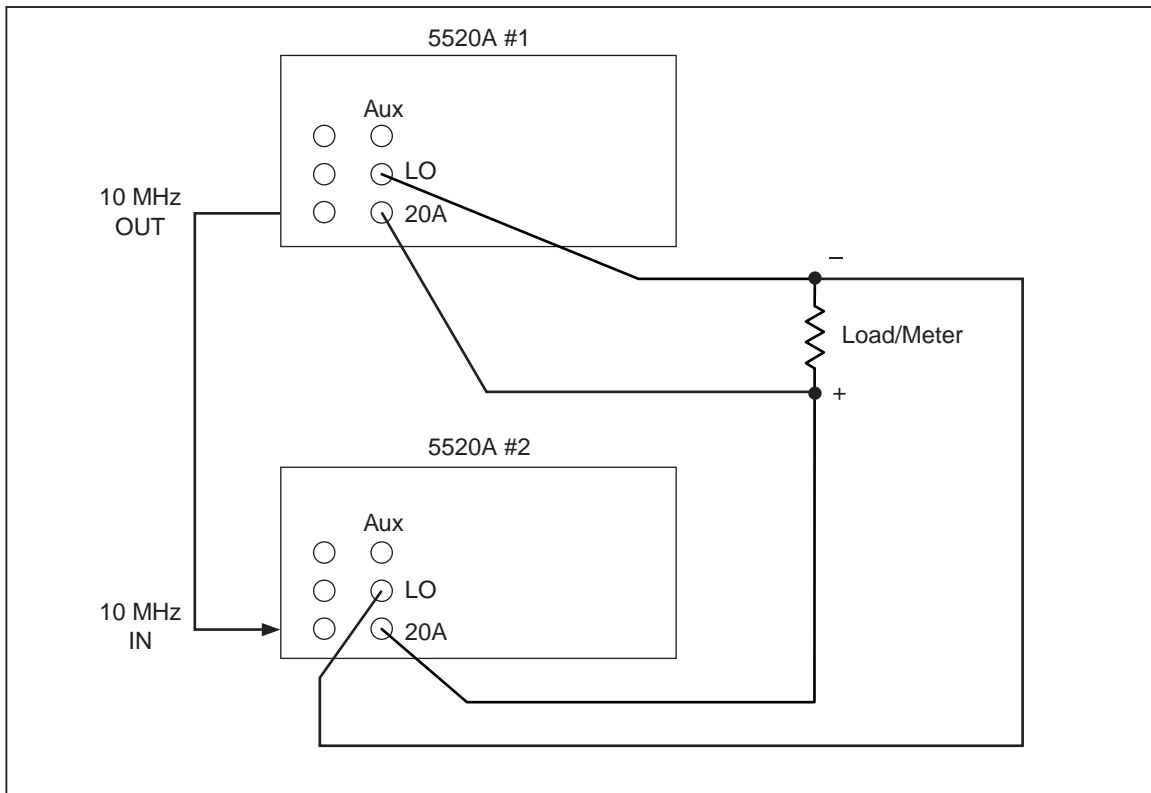 5520A #1
Aux
LO
20A
10 MHz
OUT
–
Load/Meter
+
5520A #2
Aux
LO
20A
10 MHz
IN